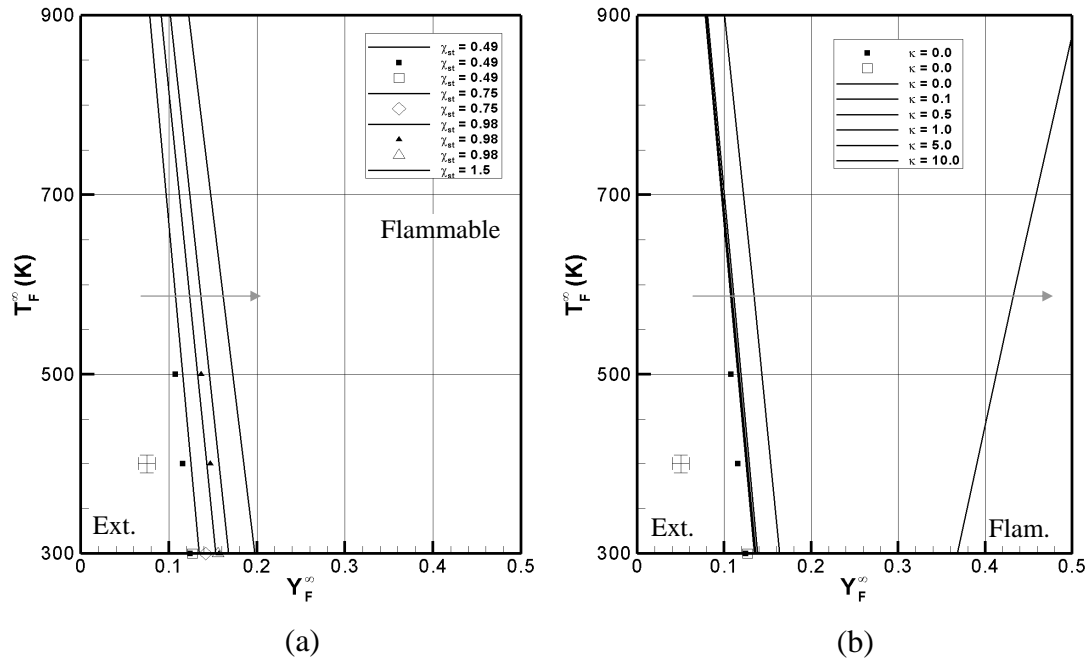 900
700
500
300
T_F^∞ (K)
χ_st = 0.49
χ_st = 0.49
χ_st = 0.49
χ_st = 0.75
χ_st = 0.75
χ_st = 0.98
χ_st = 0.98
χ_st = 0.98
χ_st = 1.5
Flammable
Ext.
0 0.1 0.2 0.3 0.4 0.5
Y_F^∞
(a)
900
700
500
300
T_F^∞ (K)
κ = 0.0
κ = 0.0
κ = 0.0
κ = 0.1
κ = 0.5
κ = 1.0
κ = 5.0
κ = 10.0
Ext.
Flam.
0 0.1 0.2 0.3 0.4 0.5
Y_F^∞
(b)